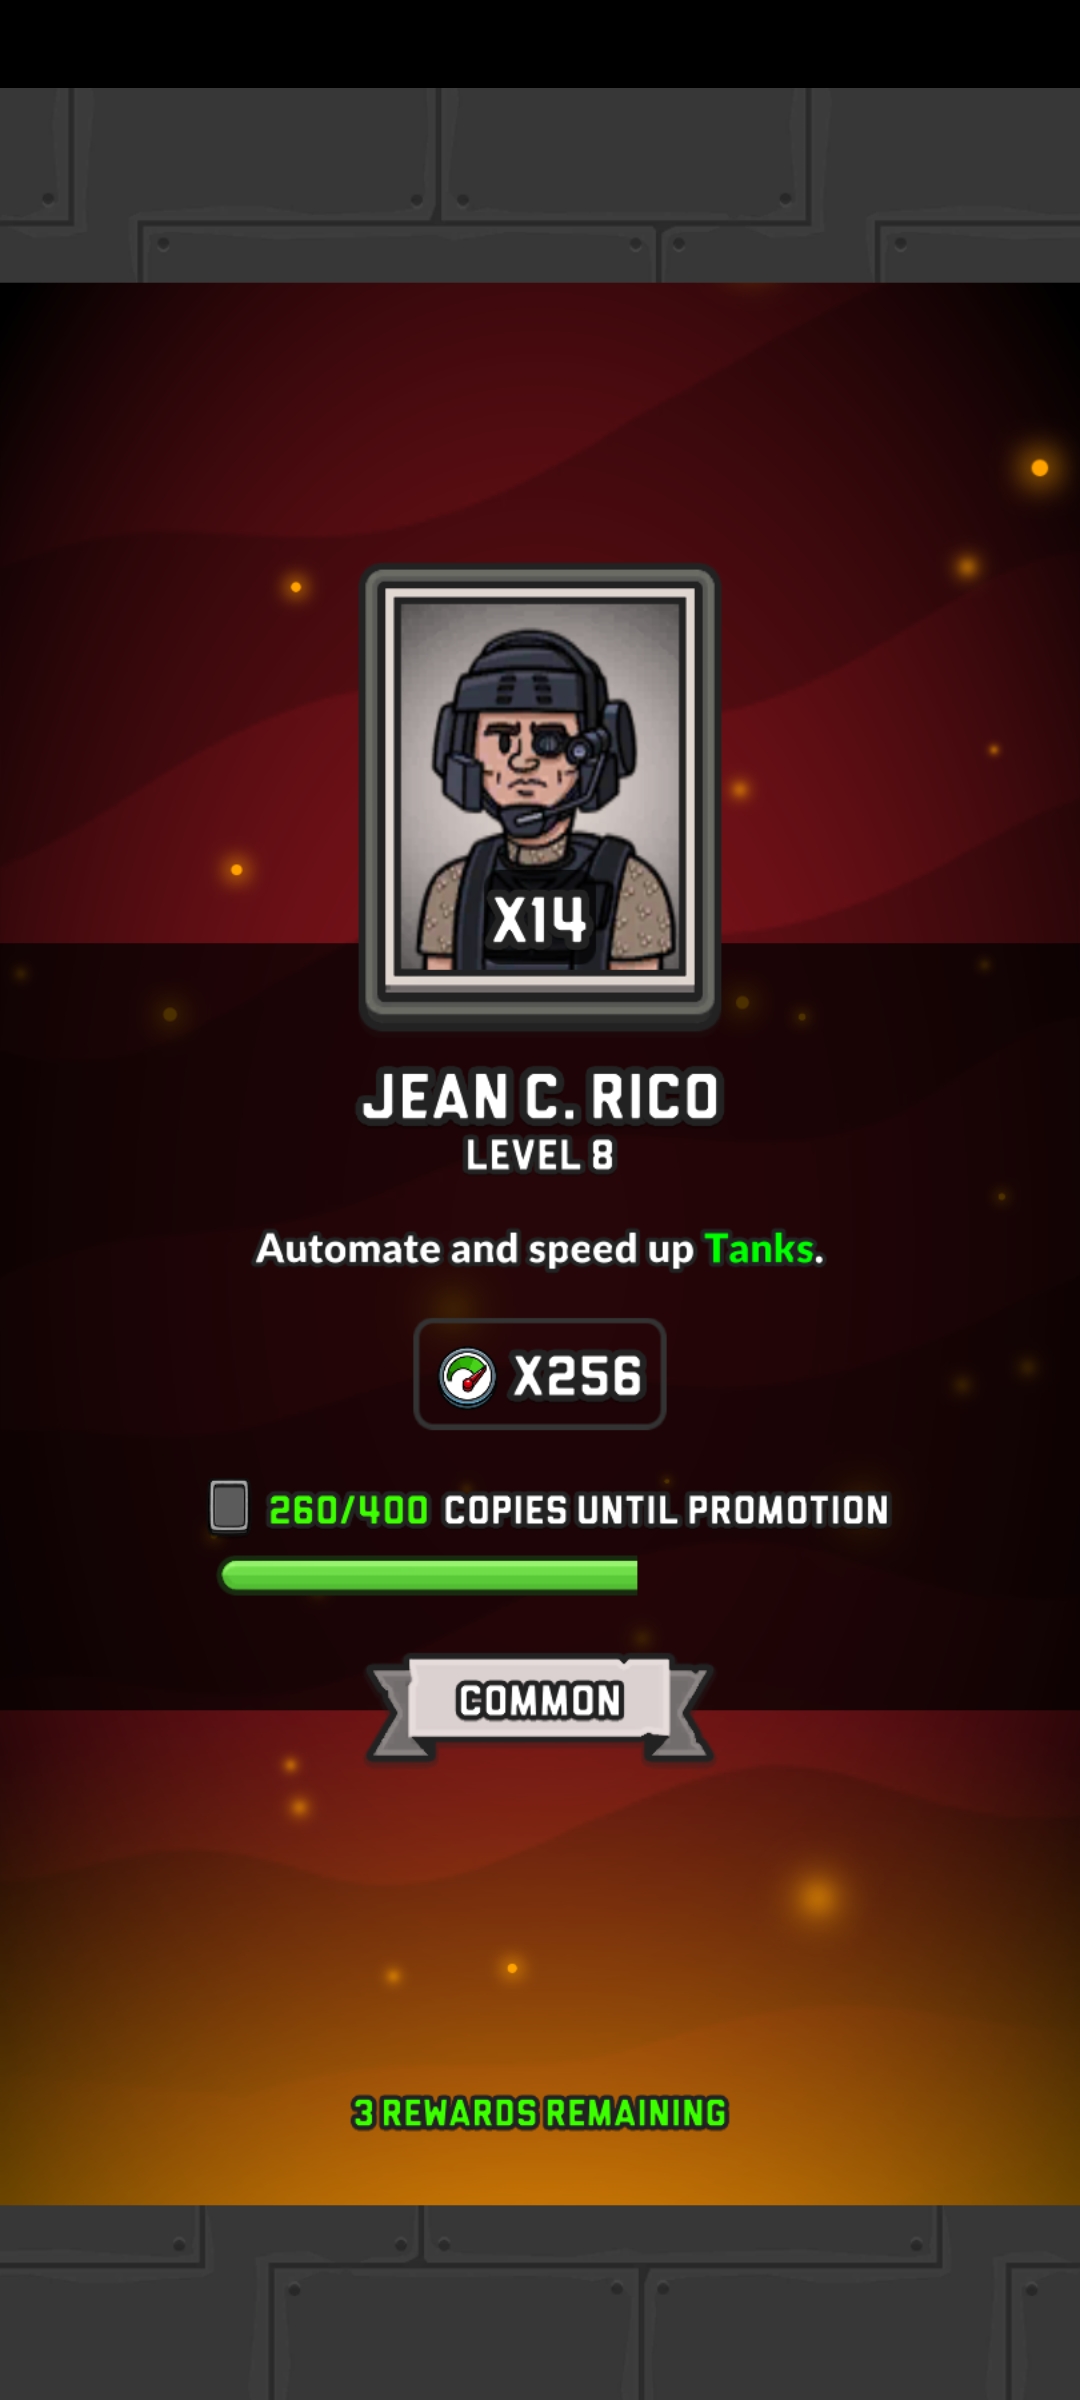 X14
JEAN C. RICO
LEVEL 8
Automate and speed up Tanks.
X256
260/400 COPIES UNTIL PROMOTION
COMMON
3 REWARDS REMAINING